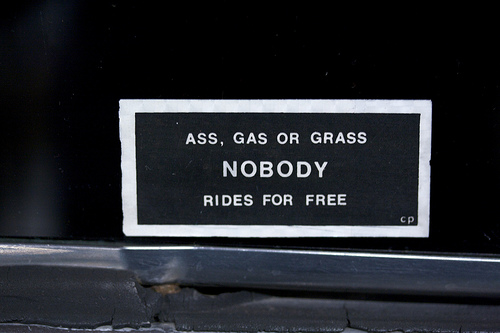 ASS, GAS OR GRASS
NOBODY
RIDES FOR FREE
cp